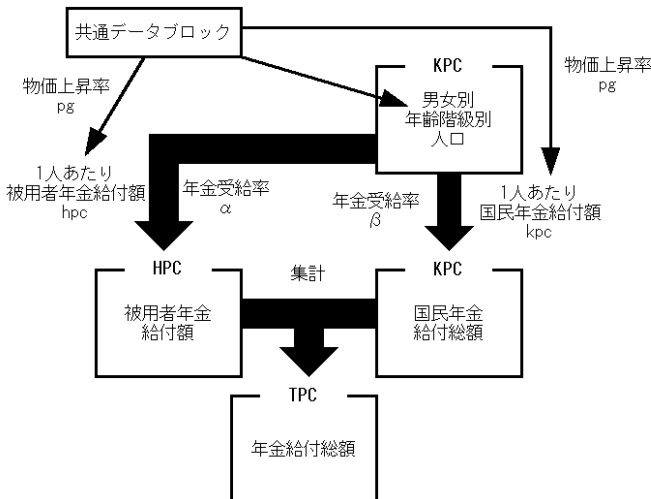 共通データブロック
物価上昇率
pg
KPC
男女別
年齢階級別
人口
物価上昇率
pg
1人あたり
被用者年金給付額
hpc
年金受給率
α
年金受給率
β
1人あたり
国民年金給付額
kpc
HPC
被用者年金
給付額
集計
KPC
国民年金
給付総額
TPC
年金給付総額